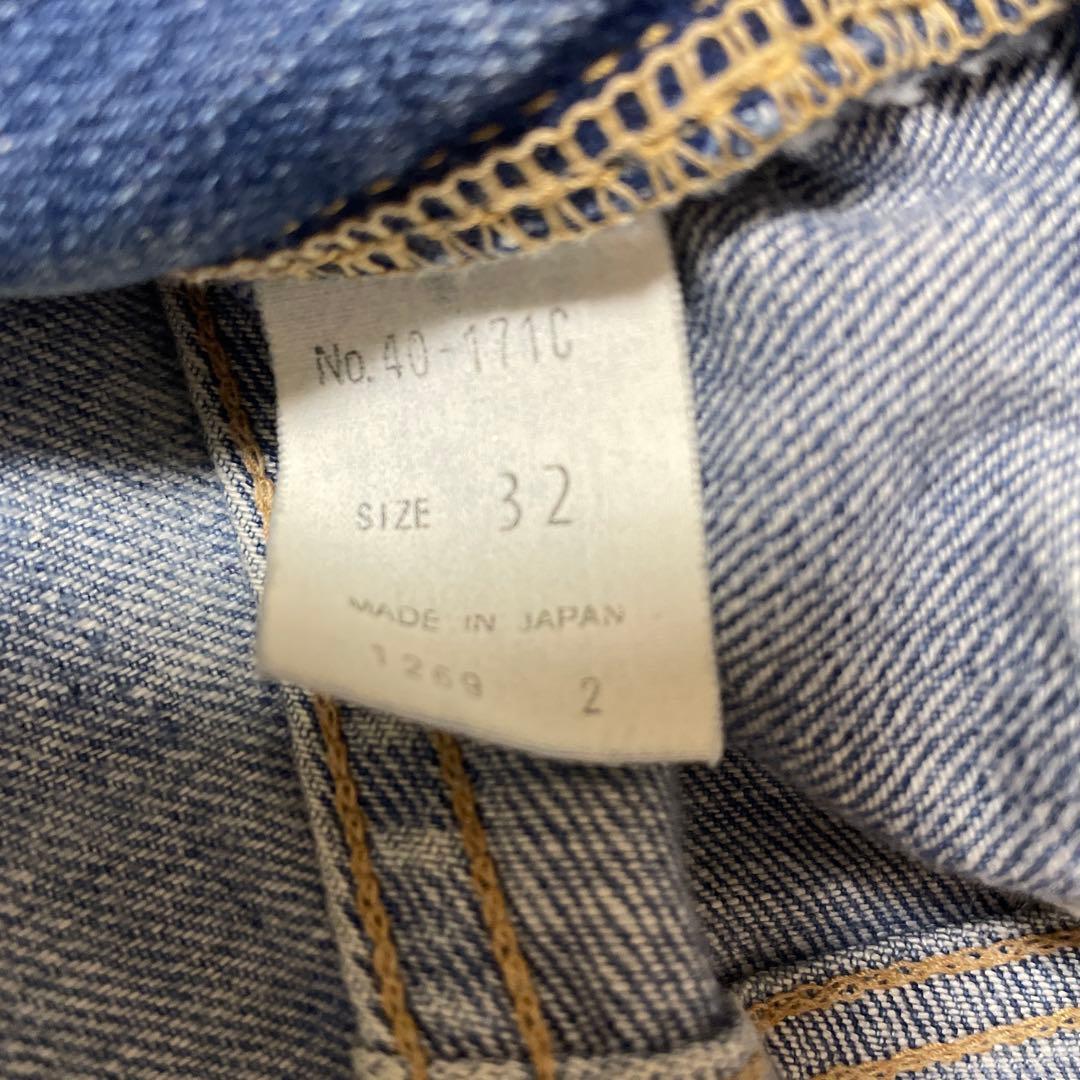 No. 40-171C
SIZE 32
MADE IN JAPAN
1269 2